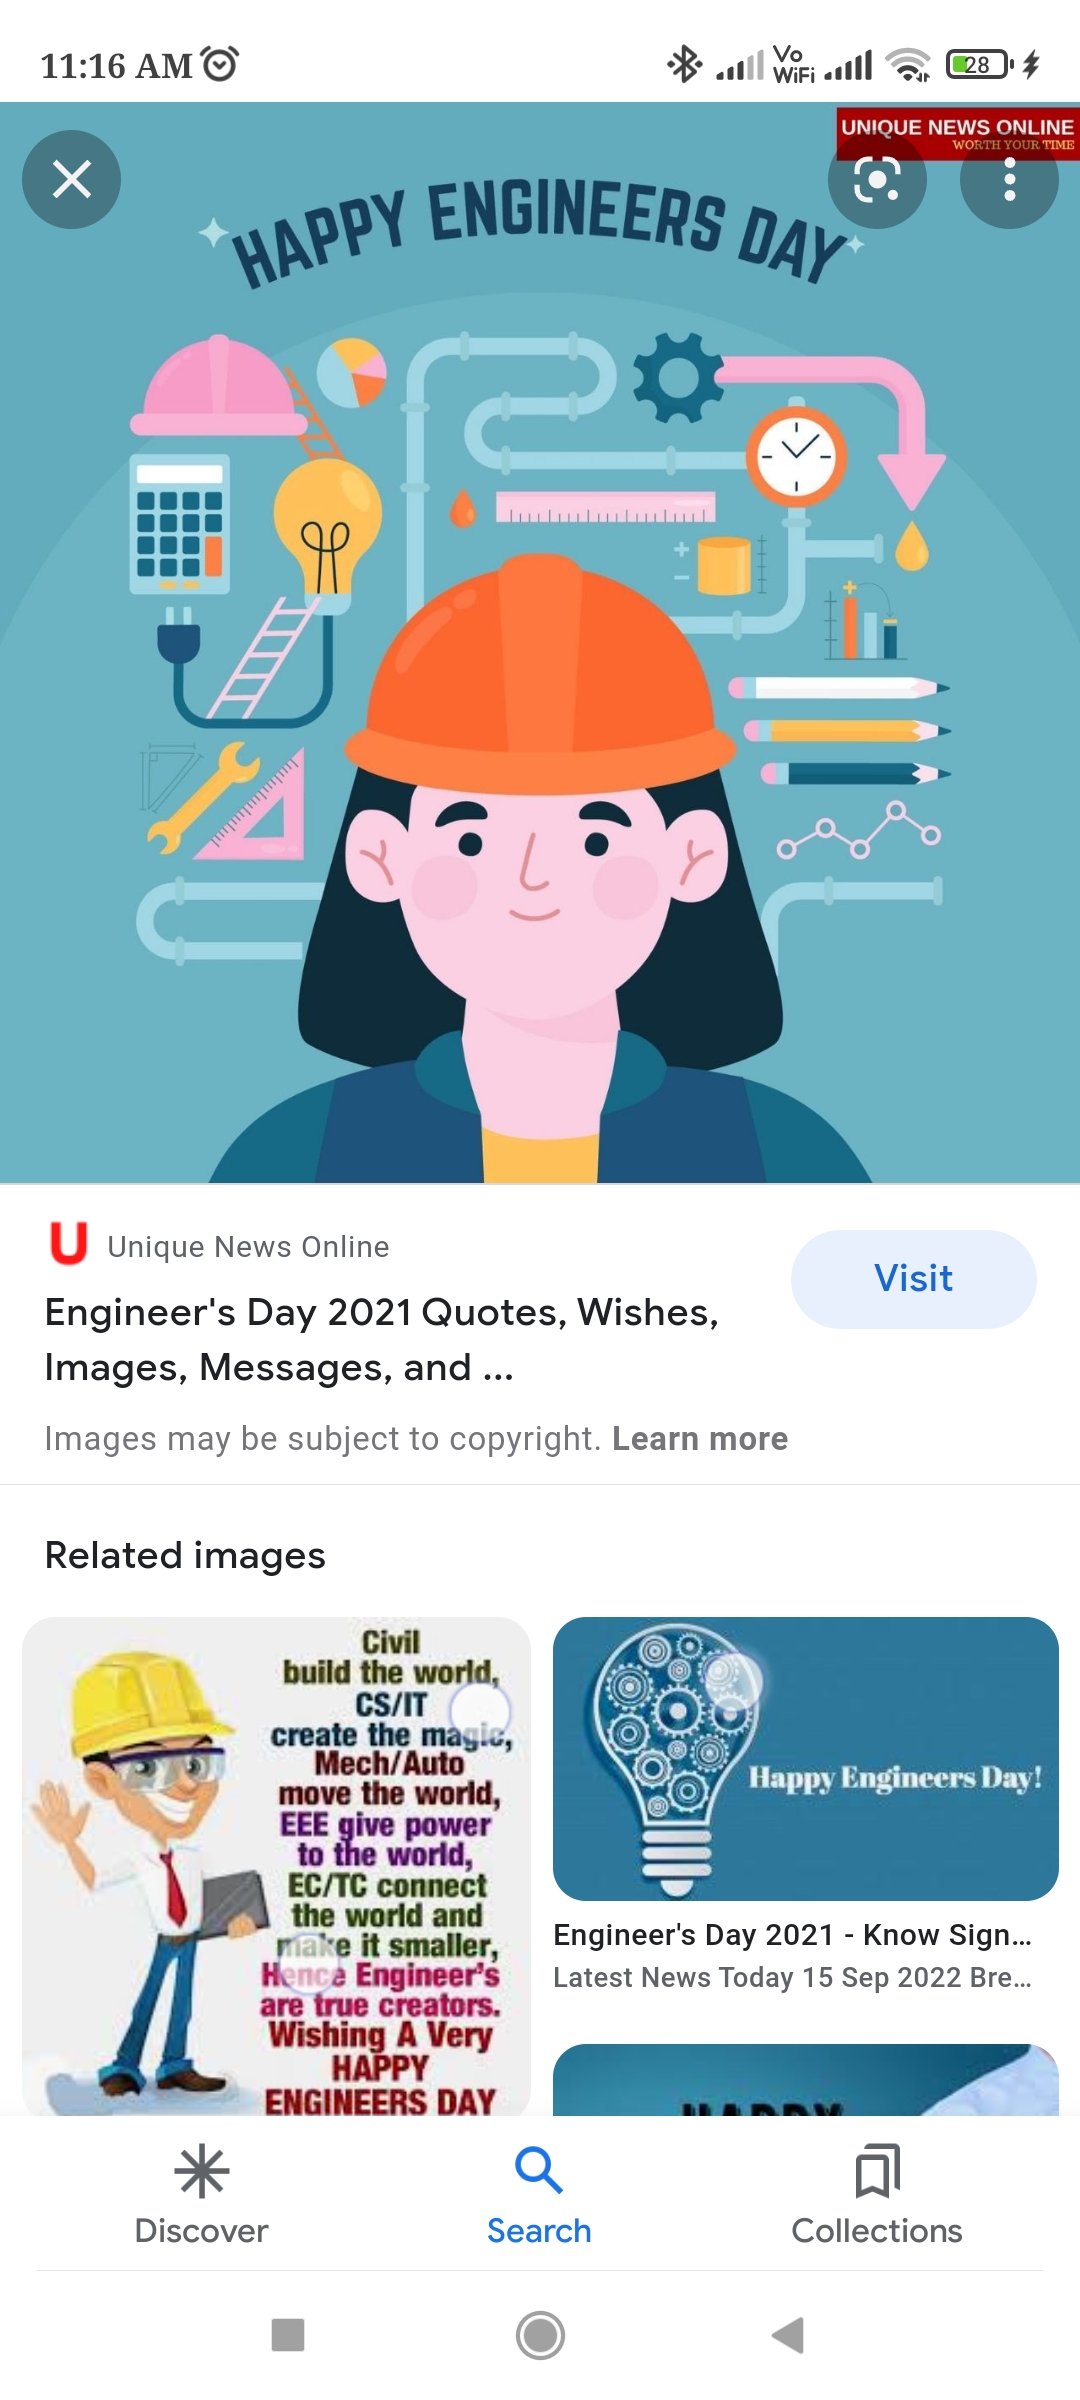 11:16 AM
Vo
WiFi
28
UNIQUE NEWS ONLINE
WORTH YOUR TIME
HAPPY ENGINEERS DAY
Unique News Online
Visit
Engineer's Day 2021 Quotes, Wishes,
Images, Messages, and ...
Images may be subject to copyright. Learn more
Related images
Civil
build the world,
CS/IT
create the magic,
Mech/Auto
move the world,
EEE give power
to the world,
EC/TC connect
the world and
make it smaller,
Hence Engineer's
are true creators.
Wishing A Very
HAPPY
ENGINEERS DAY
Happy Engineers Day!
Engineer's Day 2021 - Know Sign...
Latest News Today 15 Sep 2022 Bre...
HAPPY
Discover
Search
Collections